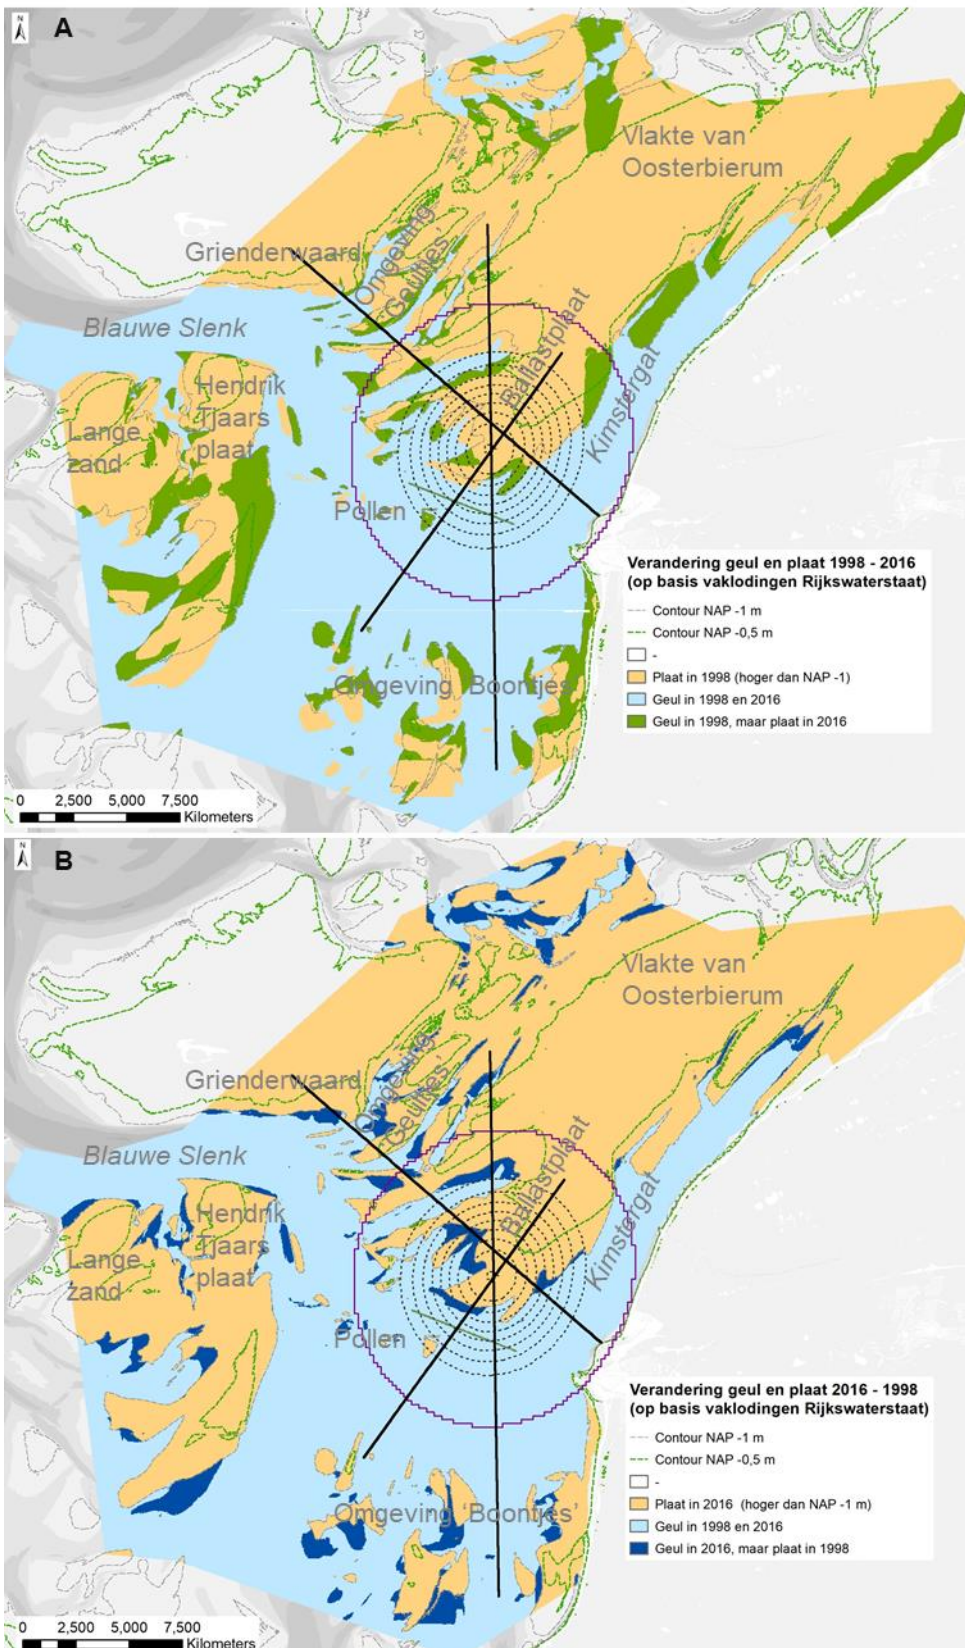 N
A
Vlakte van
Oosterbierum
Grienderwaard
Omgeving
'Geultjes'
Blauwe Slenk
Ballastplaat
Hendrik
Tjaars
plaat
Lange
zand
Kimstergat
Pollen
Verandering geul en plaat 1998 - 2016
(op basis vaklodingen Rijkswaterstaat)
Contour NAP -1 m
Contour NAP -0,5 m
-
Plaat in 1998 (hoger dan NAP -1)
Geul in 1998 en 2016
Geul in 1998, maar plaat in 2016
Omgeving 'Boontjes'
0 2,500 5,000 7,500
Kilometers
N
B
Vlakte van
Oosterbierum
Grienderwaard
Omgeving
'Geultjes'
Blauwe Slenk
Ballastplaat
Hendrik
Tjaars
plaat
Lange
zand
Kimstergat
Pollen
Verandering geul en plaat 2016 - 1998
(op basis vaklodingen Rijkswaterstaat)
Contour NAP -1 m
Contour NAP -0,5 m
-
Plaat in 2016 (hoger dan NAP -1 m)
Geul in 1998 en 2016
Geul in 2016, maar plaat in 1998
Omgeving 'Boontjes'
0 2,500 5,000 7,500
Kilometers